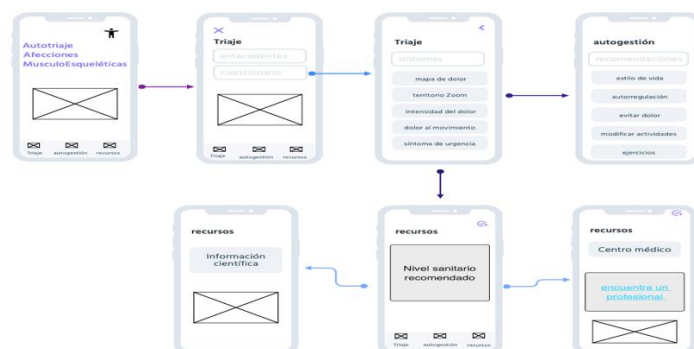 Autotriaje
Afecciones
MusculoEsqueléticas
Triaje
autogestión
recursos
Triaje
antecedentes
cuestionario
Triaje
autogestión
recursos
Triaje
síntomas
mapa de dolor
territorio Zoom
intensidad del dolor
dolor al movimiento
síntoma de urgencia
autogestión
recomendaciones
estilo de vida
autorregulación
evitar dolor
modificar actividades
ejercicios
recursos
Información
científica
recursos
Nivel sanitario
recomendado
Triaje
autogestión
recursos
recursos
Centro médico
encuentra un
profesional